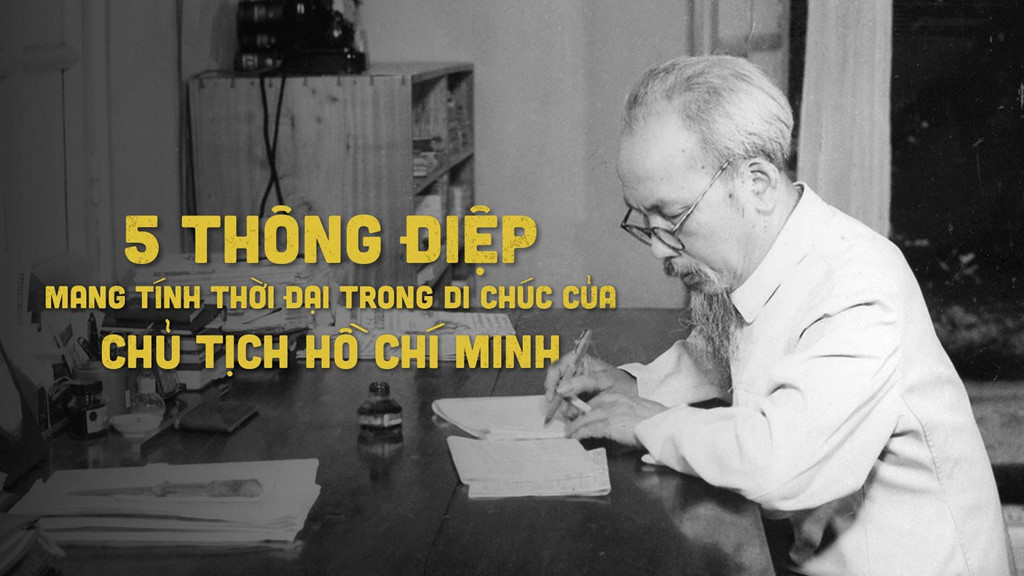 5 THÔNG ĐIỆP
MANG TÍNH THỜI ĐẠI TRONG DI CHÚC CỦA
CHỦ TỊCH HỒ CHÍ MINH